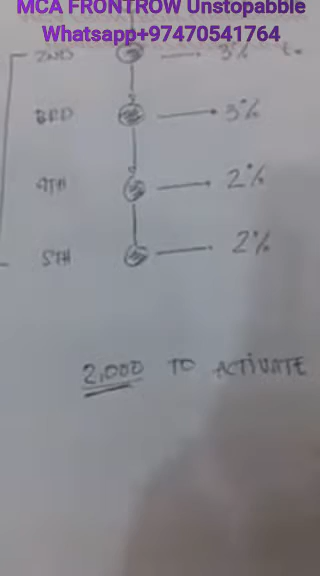 MCA FRONTROW Unstopabble
Whatsapp+97470541764
2ND 3%
3RD 3%
4TH 2%
5TH 2%
2,000 TO ACTIVATE